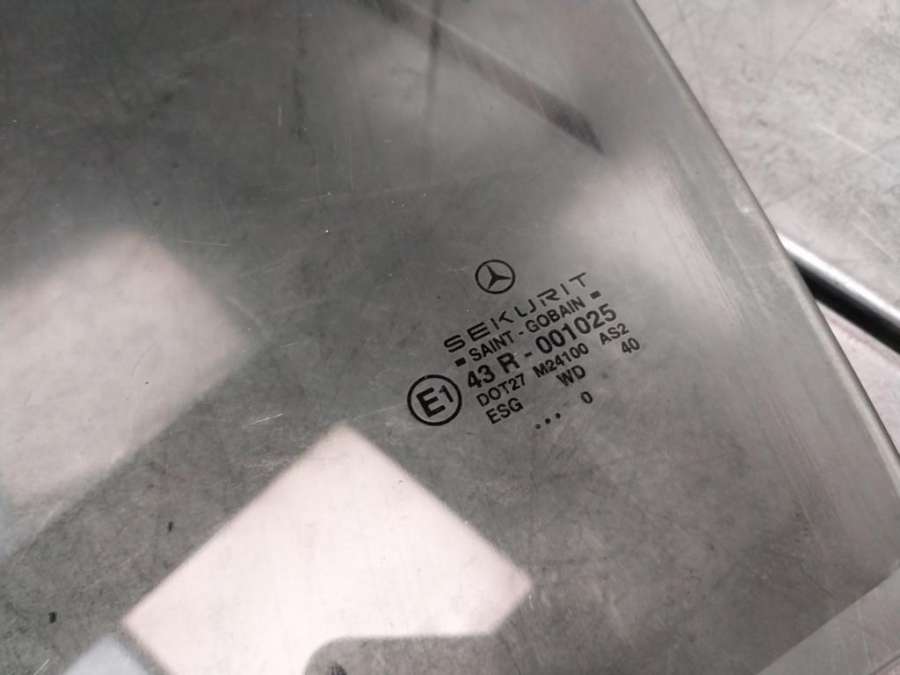 SEKURIT
SAINT - GOBAIN
E1 43 R - 001025
DOT27 M24100 AS2
ESG WD 40
... 0